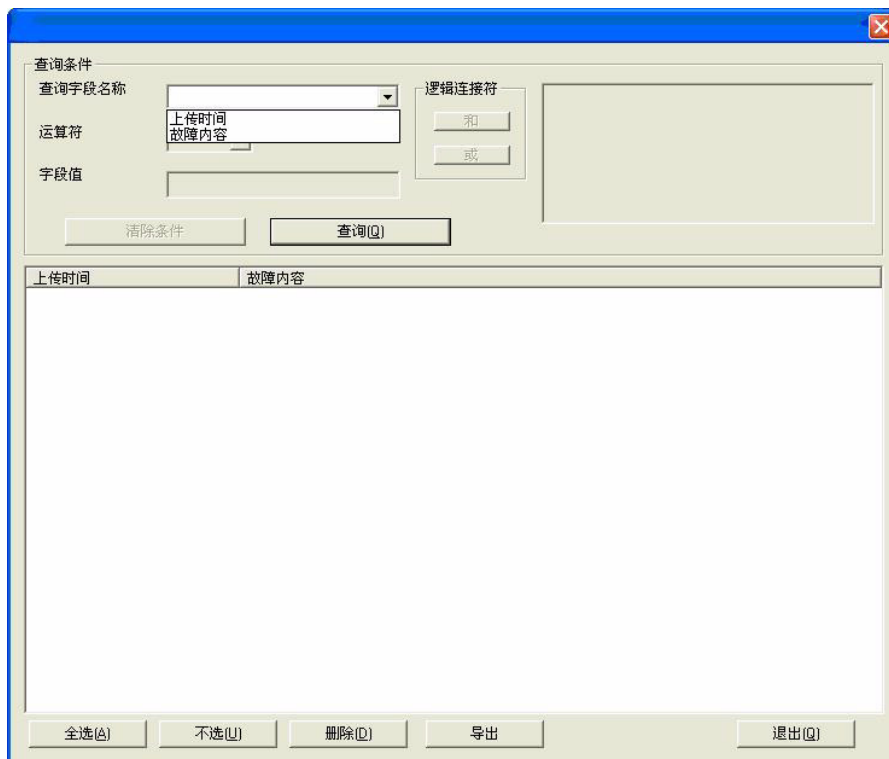 查询条件
查询字段名称
上传时间
故障内容
运算符
字段值
逻辑连接符
和
或
清除条件
查询(Q)
上传时间 故障内容
全选(A) 不选(U) 删除(D) 导出 退出(Q)